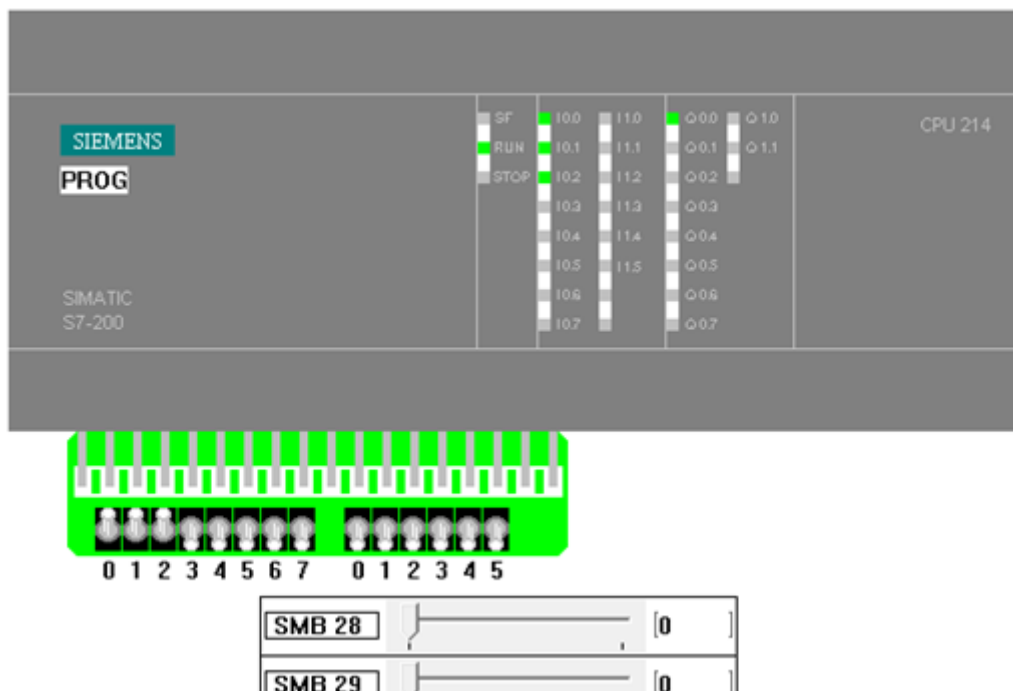 SIEMENS
PROG
SIMATIC
S7-200
SF
RUN
STOP
I0.0
I0.1
I0.2
I0.3
I0.4
I0.5
I0.6
I0.7
I1.0
I1.1
I1.2
I1.3
I1.4
I1.5
Q0.0
Q0.1
Q0.2
Q0.3
Q0.4
Q0.5
Q0.6
Q0.7
Q1.0
Q1.1
CPU 214
0 1 2 3 4 5 6 7 0 1 2 3 4 5
SMB 28 [0 ]
SMB 29 [0 ]